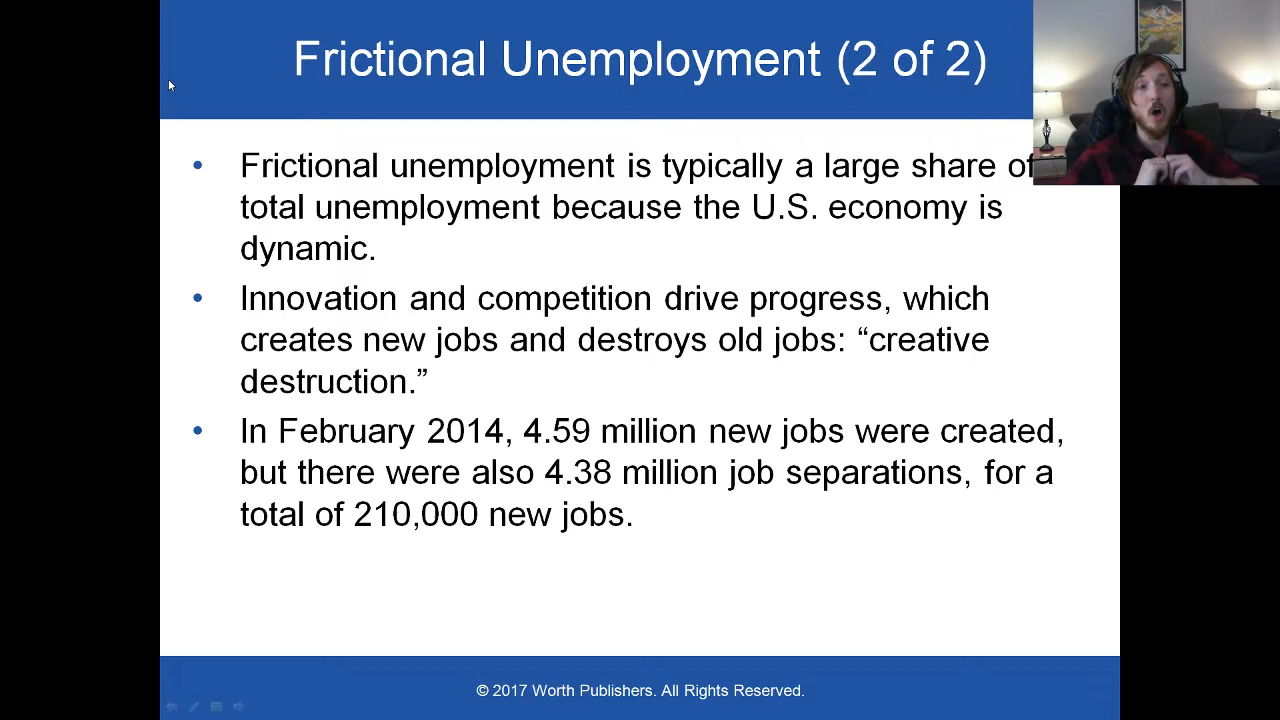 Frictional Unemployment (2 of 2)
• Frictional unemployment is typically a large share of
total unemployment because the U.S. economy is
dynamic.
• Innovation and competition drive progress, which
creates new jobs and destroys old jobs: “creative
destruction.”
• In February 2014, 4.59 million new jobs were created,
but there were also 4.38 million job separations, for a
total of 210,000 new jobs.
© 2017 Worth Publishers. All Rights Reserved.